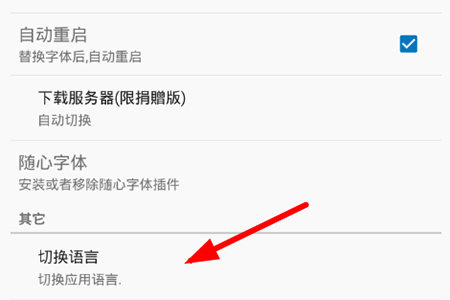 自动重启
替换字体后,自动重启
下载服务器(限捐贈版)
自动切换
随心字体
安装或者移除随心字体插件
其它
切换语言
切换应用语言.